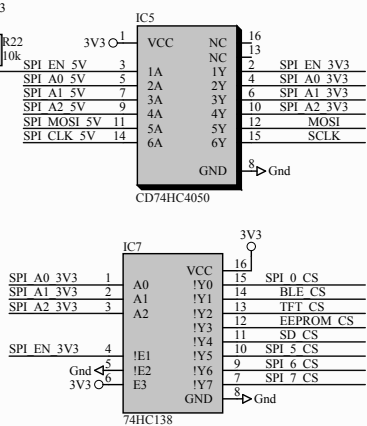 3
IC5
R22
10k
3V3 1 VCC NC 16
NC 13
SPI_EN_5V 3 1A 1Y 2 SPI_EN_3V3
SPI_A0_5V 5 2A 2Y 4 SPI_A0_3V3
SPI_A1_5V 7 3A 3Y 6 SPI_A1_3V3
SPI_A2_5V 9 4A 4Y 10 SPI_A2_3V3
SPI_MOSI_5V 11 5A 5Y 12 MOSI
SPI_CLK_5V 14 6A 6Y 15 SCLK
GND 8 Gnd
CD74HC4050
3V3
IC7
VCC 16
SPI_A0_3V3 1 A0 !Y0 15 SPI_0_CS
SPI_A1_3V3 2 A1 !Y1 14 BLE_CS
SPI_A2_3V3 3 A2 !Y2 13 TFT_CS
!Y3 12 EEPROM_CS
!Y4 11 SD_CS
SPI_EN_3V3 4 !E1 !Y5 10 SPI_5_CS
Gnd 5 !E2 !Y6 9 SPI_6_CS
3V3 6 E3 !Y7 7 SPI_7_CS
GND 8 Gnd
74HC138